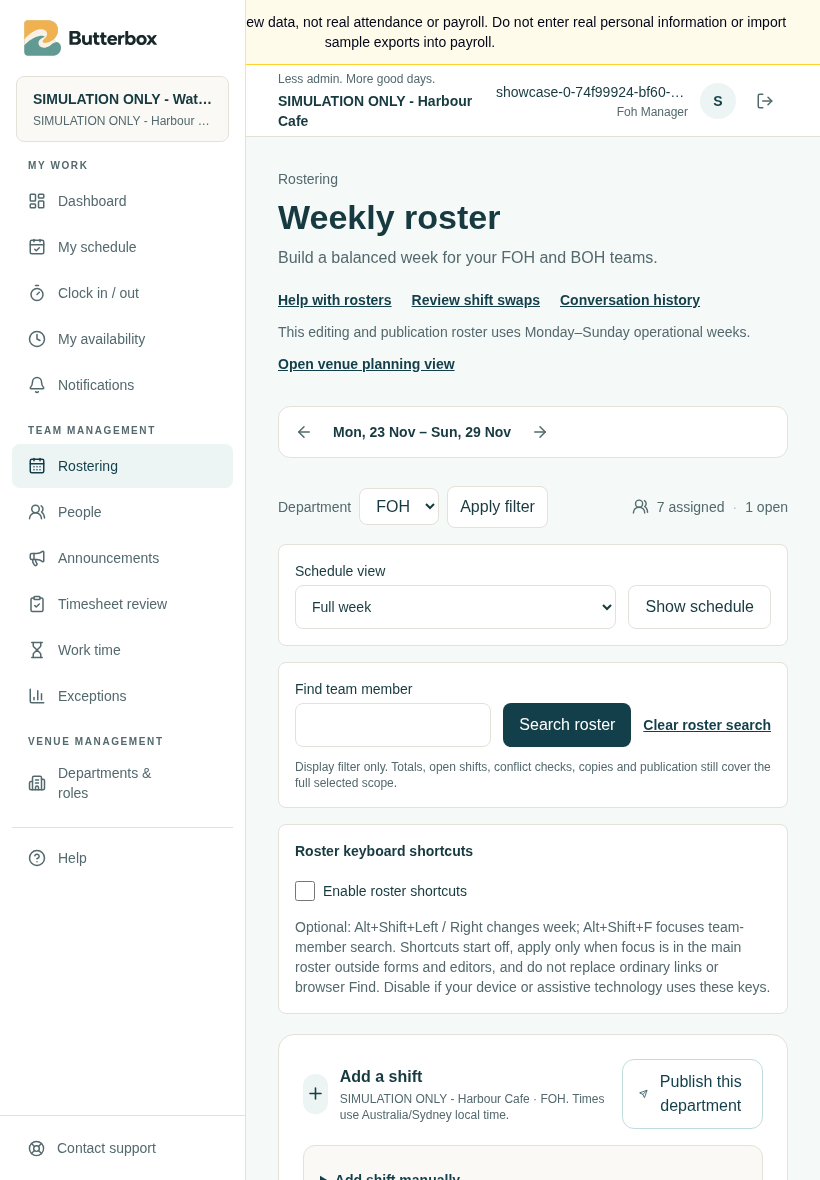 Butterbox
SIMULATION ONLY - Wat…
SIMULATION ONLY - Harbour …
MY WORK
Dashboard
My schedule
Clock in / out
My availability
Notifications
TEAM MANAGEMENT
Rostering
People
Announcements
Timesheet review
Work time
Exceptions
VENUE MANAGEMENT
Departments &
roles
Help
Contact support
ew data, not real attendance or payroll. Do not enter real personal information or import
sample exports into payroll.
Less admin. More good days.
SIMULATION ONLY - Harbour
Cafe
showcase-0-74f99924-bf60-…
Foh Manager
S
Rostering
Weekly roster
Build a balanced week for your FOH and BOH teams.
Help with rosters Review shift swaps Conversation history
This editing and publication roster uses Monday–Sunday operational weeks.
Open venue planning view
Mon, 23 Nov – Sun, 29 Nov
Department FOH Apply filter 7 assigned · 1 open
Schedule view
Full week Show schedule
Find team member
Search roster Clear roster search
Display filter only. Totals, open shifts, conflict checks, copies and publication still cover the
full selected scope.
Roster keyboard shortcuts
Enable roster shortcuts
Optional: Alt+Shift+Left / Right changes week; Alt+Shift+F focuses team-
member search. Shortcuts start off, apply only when focus is in the main
roster outside forms and editors, and do not replace ordinary links or
browser Find. Disable if your device or assistive technology uses these keys.
Add a shift
SIMULATION ONLY - Harbour Cafe · FOH. Times
use Australia/Sydney local time.
Publish this
department
Add shift manually